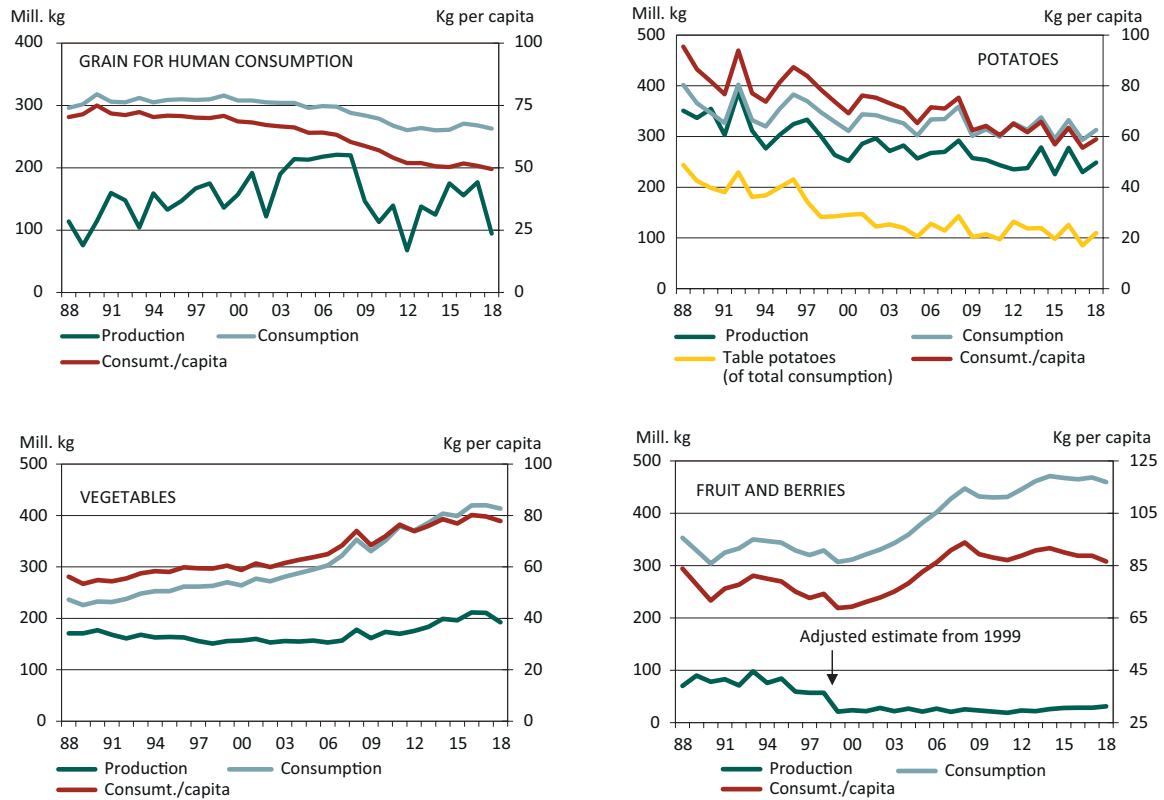 Mill. kg
Kg per capita
400
300
200
100
0
100
75
50
25
0
GRAIN FOR HUMAN CONSUMPTION
88 91 94 97 00 03 06 09 12 15 18
Production
Consumption
Consumt./capita
Mill. kg
Kg per capita
500
400
300
200
100
0
100
80
60
40
20
0
POTATOES
88 91 94 97 00 03 06 09 12 15 18
Production
Consumption
Table potatoes
(of total consumption)
Consumt./capita
Mill. kg
Kg per capita
500
400
300
200
100
0
100
80
60
40
20
0
VEGETABLES
88 91 94 97 00 03 06 09 12 15 18
Production
Consumption
Consumt./capita
Mill. kg
Kg per capita
500
400
300
200
100
0
125
105
85
65
45
25
FRUIT AND BERRIES
Adjusted estimate from 1999
88 91 94 97 00 03 06 09 12 15 18
Production
Consumption
Consumt./capita